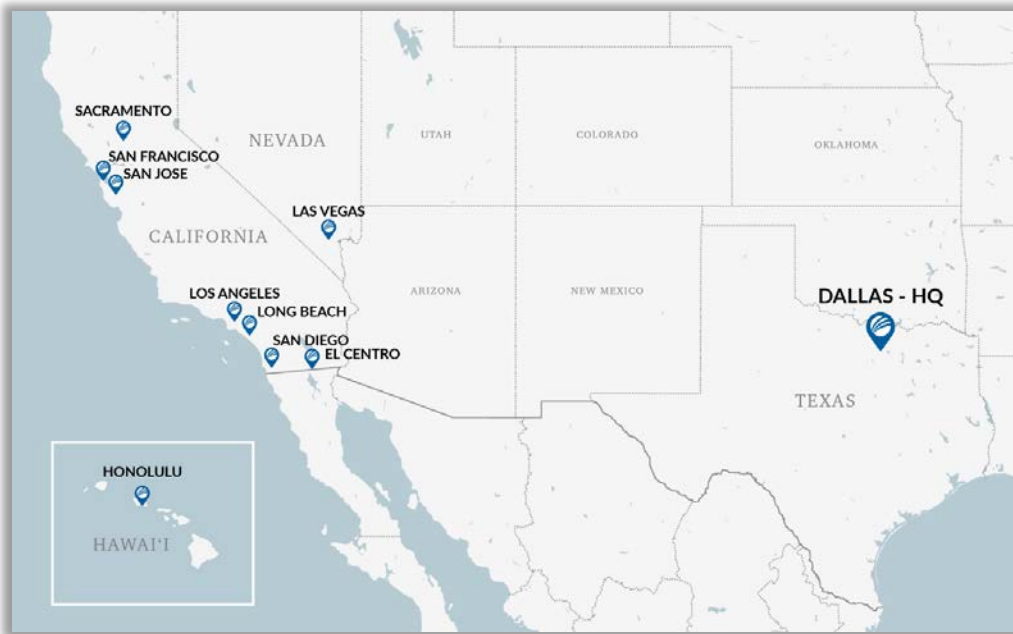 SACRAMENTO
NEVADA
UTAH
COLORADO
OKLAHOMA
SAN FRANCISCO
SAN JOSE
LAS VEGAS
CALIFORNIA
LOS ANGELES
LONG BEACH
ARIZONA
NEW MEXICO
DALLAS - HQ
SAN DIEGO
EL CENTRO
TEXAS
HONOLULU
HAWAI‘I